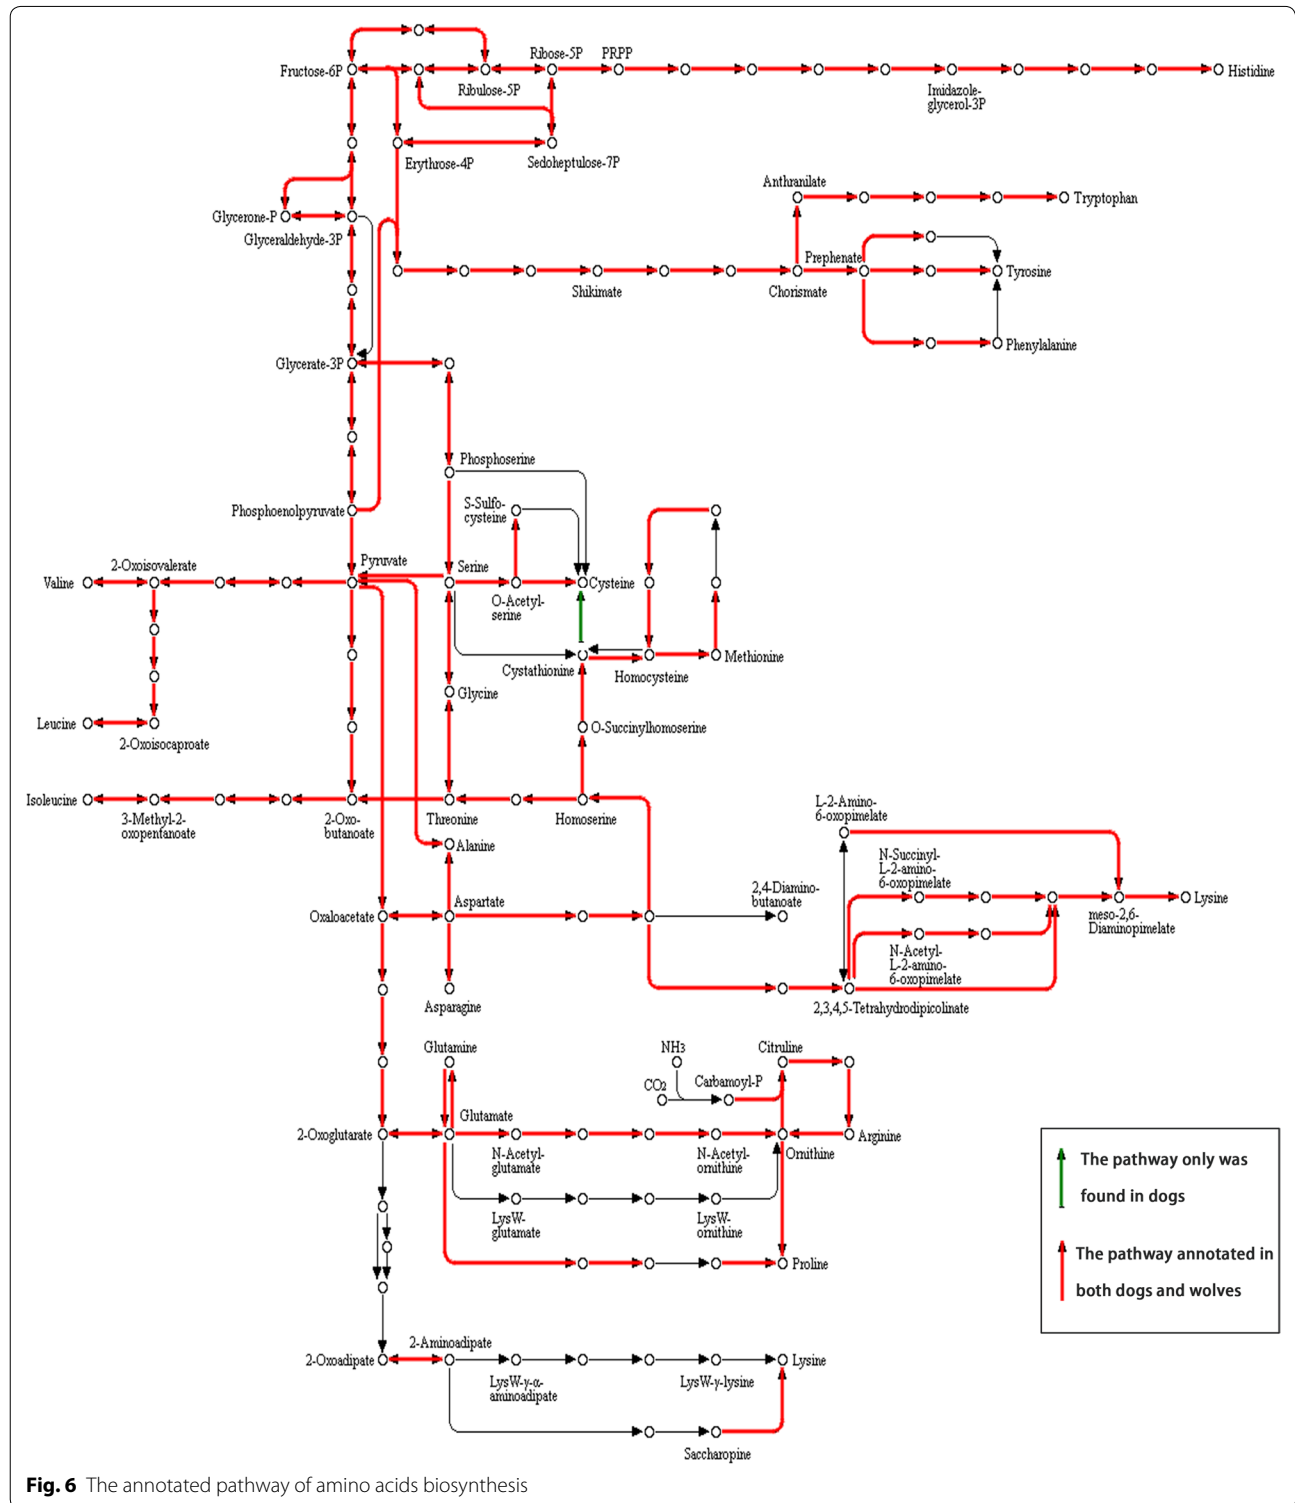 Ribose-5P PRPP
Fructose-6P
Histidine
Ribulose-5P
Imidazole-
glycerol-3P
Erythrose-4P
Sedoheptulose-7P
Anthranilate
Tryptophan
Glycerone-P
Glyceraldehyde-3P
Prephenate
Tyrosine
Shikimate
Chorismate
Phenylalanine
Glycerate-3P
Phosphoserine
S-Sulfo-
cysteine
Phosphoenolpyruvate
Pyruvate
2-Oxoisovalerate
Serine
Valine
Cysteine
O-Acetyl-
serine
Methionine
Cystathionine
Homocysteine
Glycine
Leucine
O-Succinylhomoserine
2-Oxoisocaproate
Isoleucine
3-Methyl-2-
oxopentanoate
2-Oxo-
butanoate
Threonine
Homoserine
L-2-Amino-
6-oxopimelate
Alanine
N-Succinyl-
L-2-amino-
6-oxopimelate
2,4-Diamino-
butanoate
Aspartate
Lysine
Oxaloacetate
meso-2,6-
Diaminopimelate
N-Acetyl-
L-2-amino-
6-oxopimelate
Asparagine
2,3,4,5-Tetrahydrodipicolinate
Glutamine
NH3
Citruline
CO2
Carbamoyl-P
Glutamate
2-Oxoglutarate
Arginine
N-Acetyl-
glutamate
N-Acetyl-
ornithine
Ornithine
LysW-
glutamate
LysW-
ornithine
Proline
The pathway only was
found in dogs
The pathway annotated in
both dogs and wolves
2-Aminoadipate
2-Oxoadipate
Lysine
LysW-γ-α-
aminoadipate
LysW-γ-lysine
Saccharopine
Fig. 6 The annotated pathway of amino acids biosynthesis